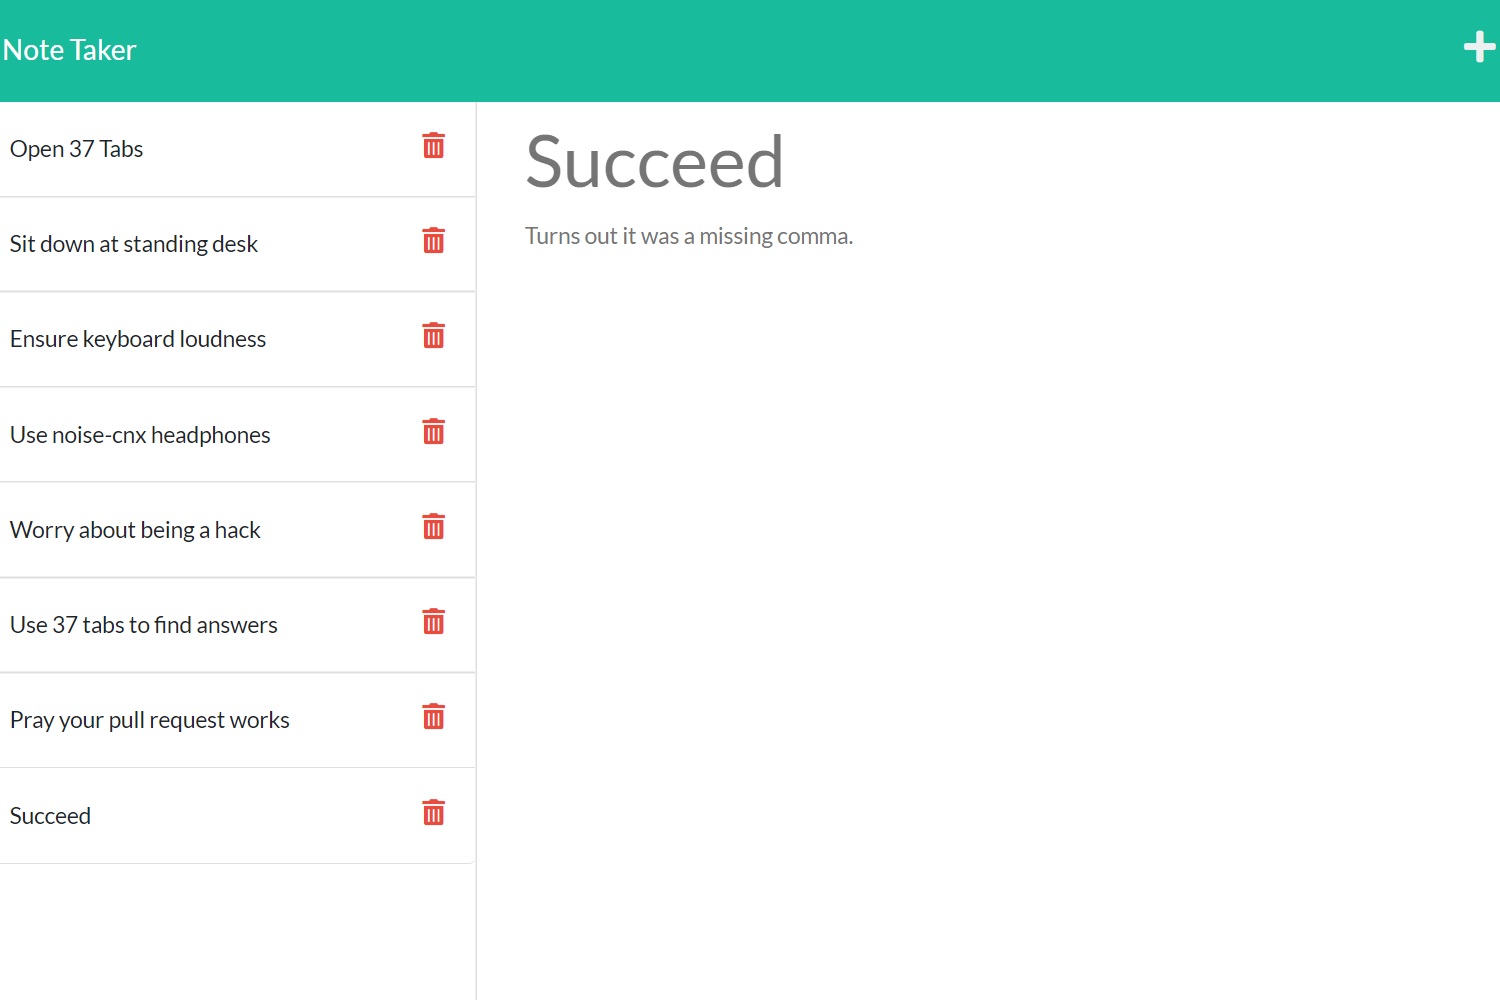 Note Taker
Open 37 Tabs
Sit down at standing desk
Ensure keyboard loudness
Use noise-cnx headphones
Worry about being a hack
Use 37 tabs to find answers
Pray your pull request works
Succeed
Succeed
Turns out it was a missing comma.